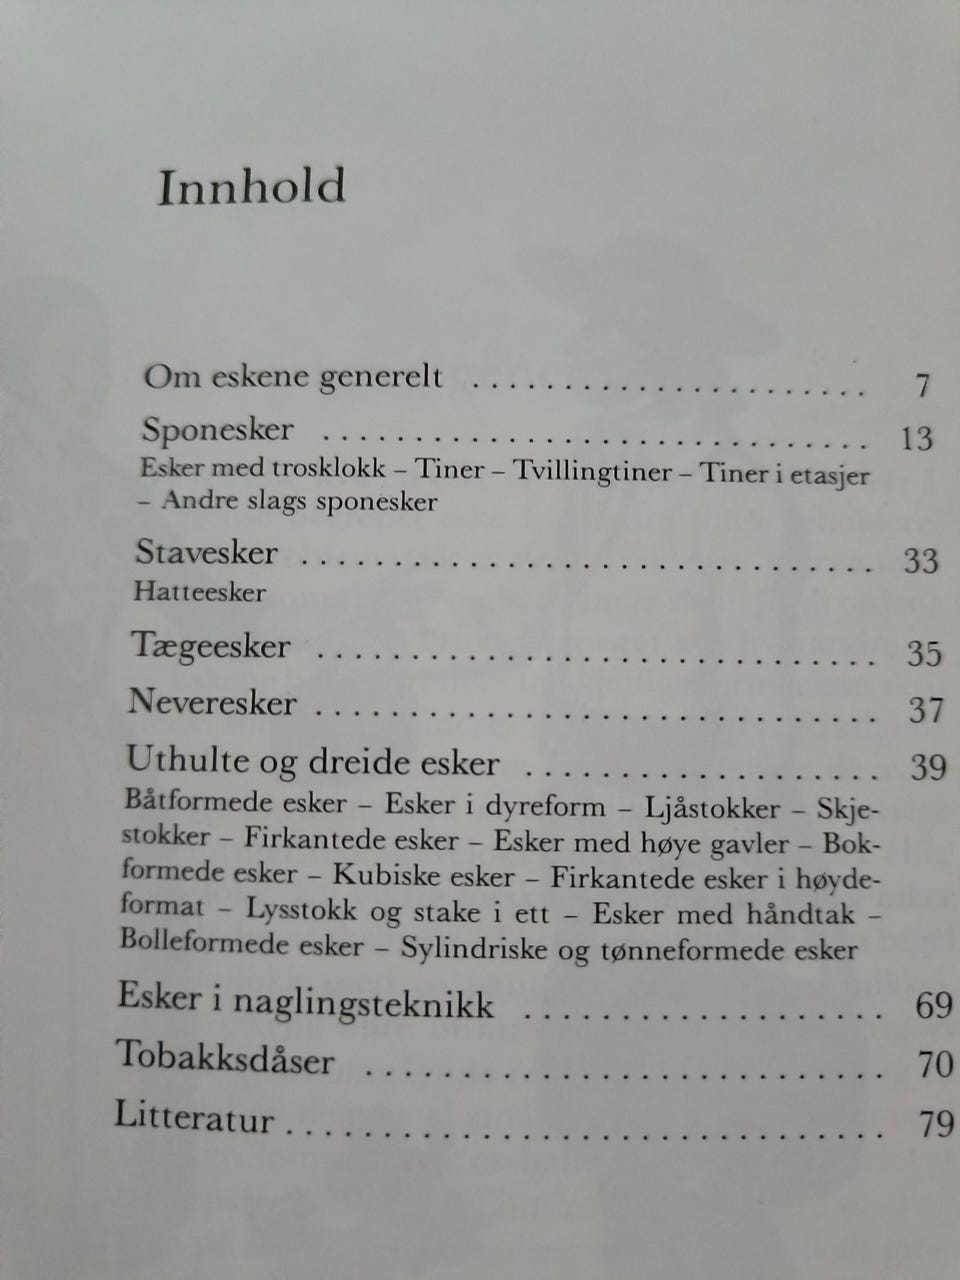 Innhold
Om eskene generelt . . . . . . . . . . . . . . . . . . . . . . 7
Sponesker . . . . . . . . . . . . . . . . . . . . . . . . . . . . . 13
Esker med trosklokk – Tiner – Tvillingtiner – Tiner i etasjer
– Andre slags sponesker
Stavesker . . . . . . . . . . . . . . . . . . . . . . . . . . . . . . . 33
Hatteesker
Tægeesker . . . . . . . . . . . . . . . . . . . . . . . . . . . . . . 35
Neveresker . . . . . . . . . . . . . . . . . . . . . . . . . . . . . . 37
Uthulte og dreide esker . . . . . . . . . . . . . . . . . . . 39
Båtformede esker – Esker i dyreform – Ljåstokker – Skje-
stokker – Firkantede esker – Esker med høye gavler – Bok-
formede esker – Kubiske esker – Firkantede esker i høyde-
format – Lysstokk og stake i ett – Esker med håndtak –
Bolleformede esker – Sylindriske og tønneformede esker
Esker i naglingsteknikk . . . . . . . . . . . . . . . . . . . 69
Tobakksdåser . . . . . . . . . . . . . . . . . . . . . . . . . . . 70
Litteratur . . . . . . . . . . . . . . . . . . . . . . . . . . . . . . . 79